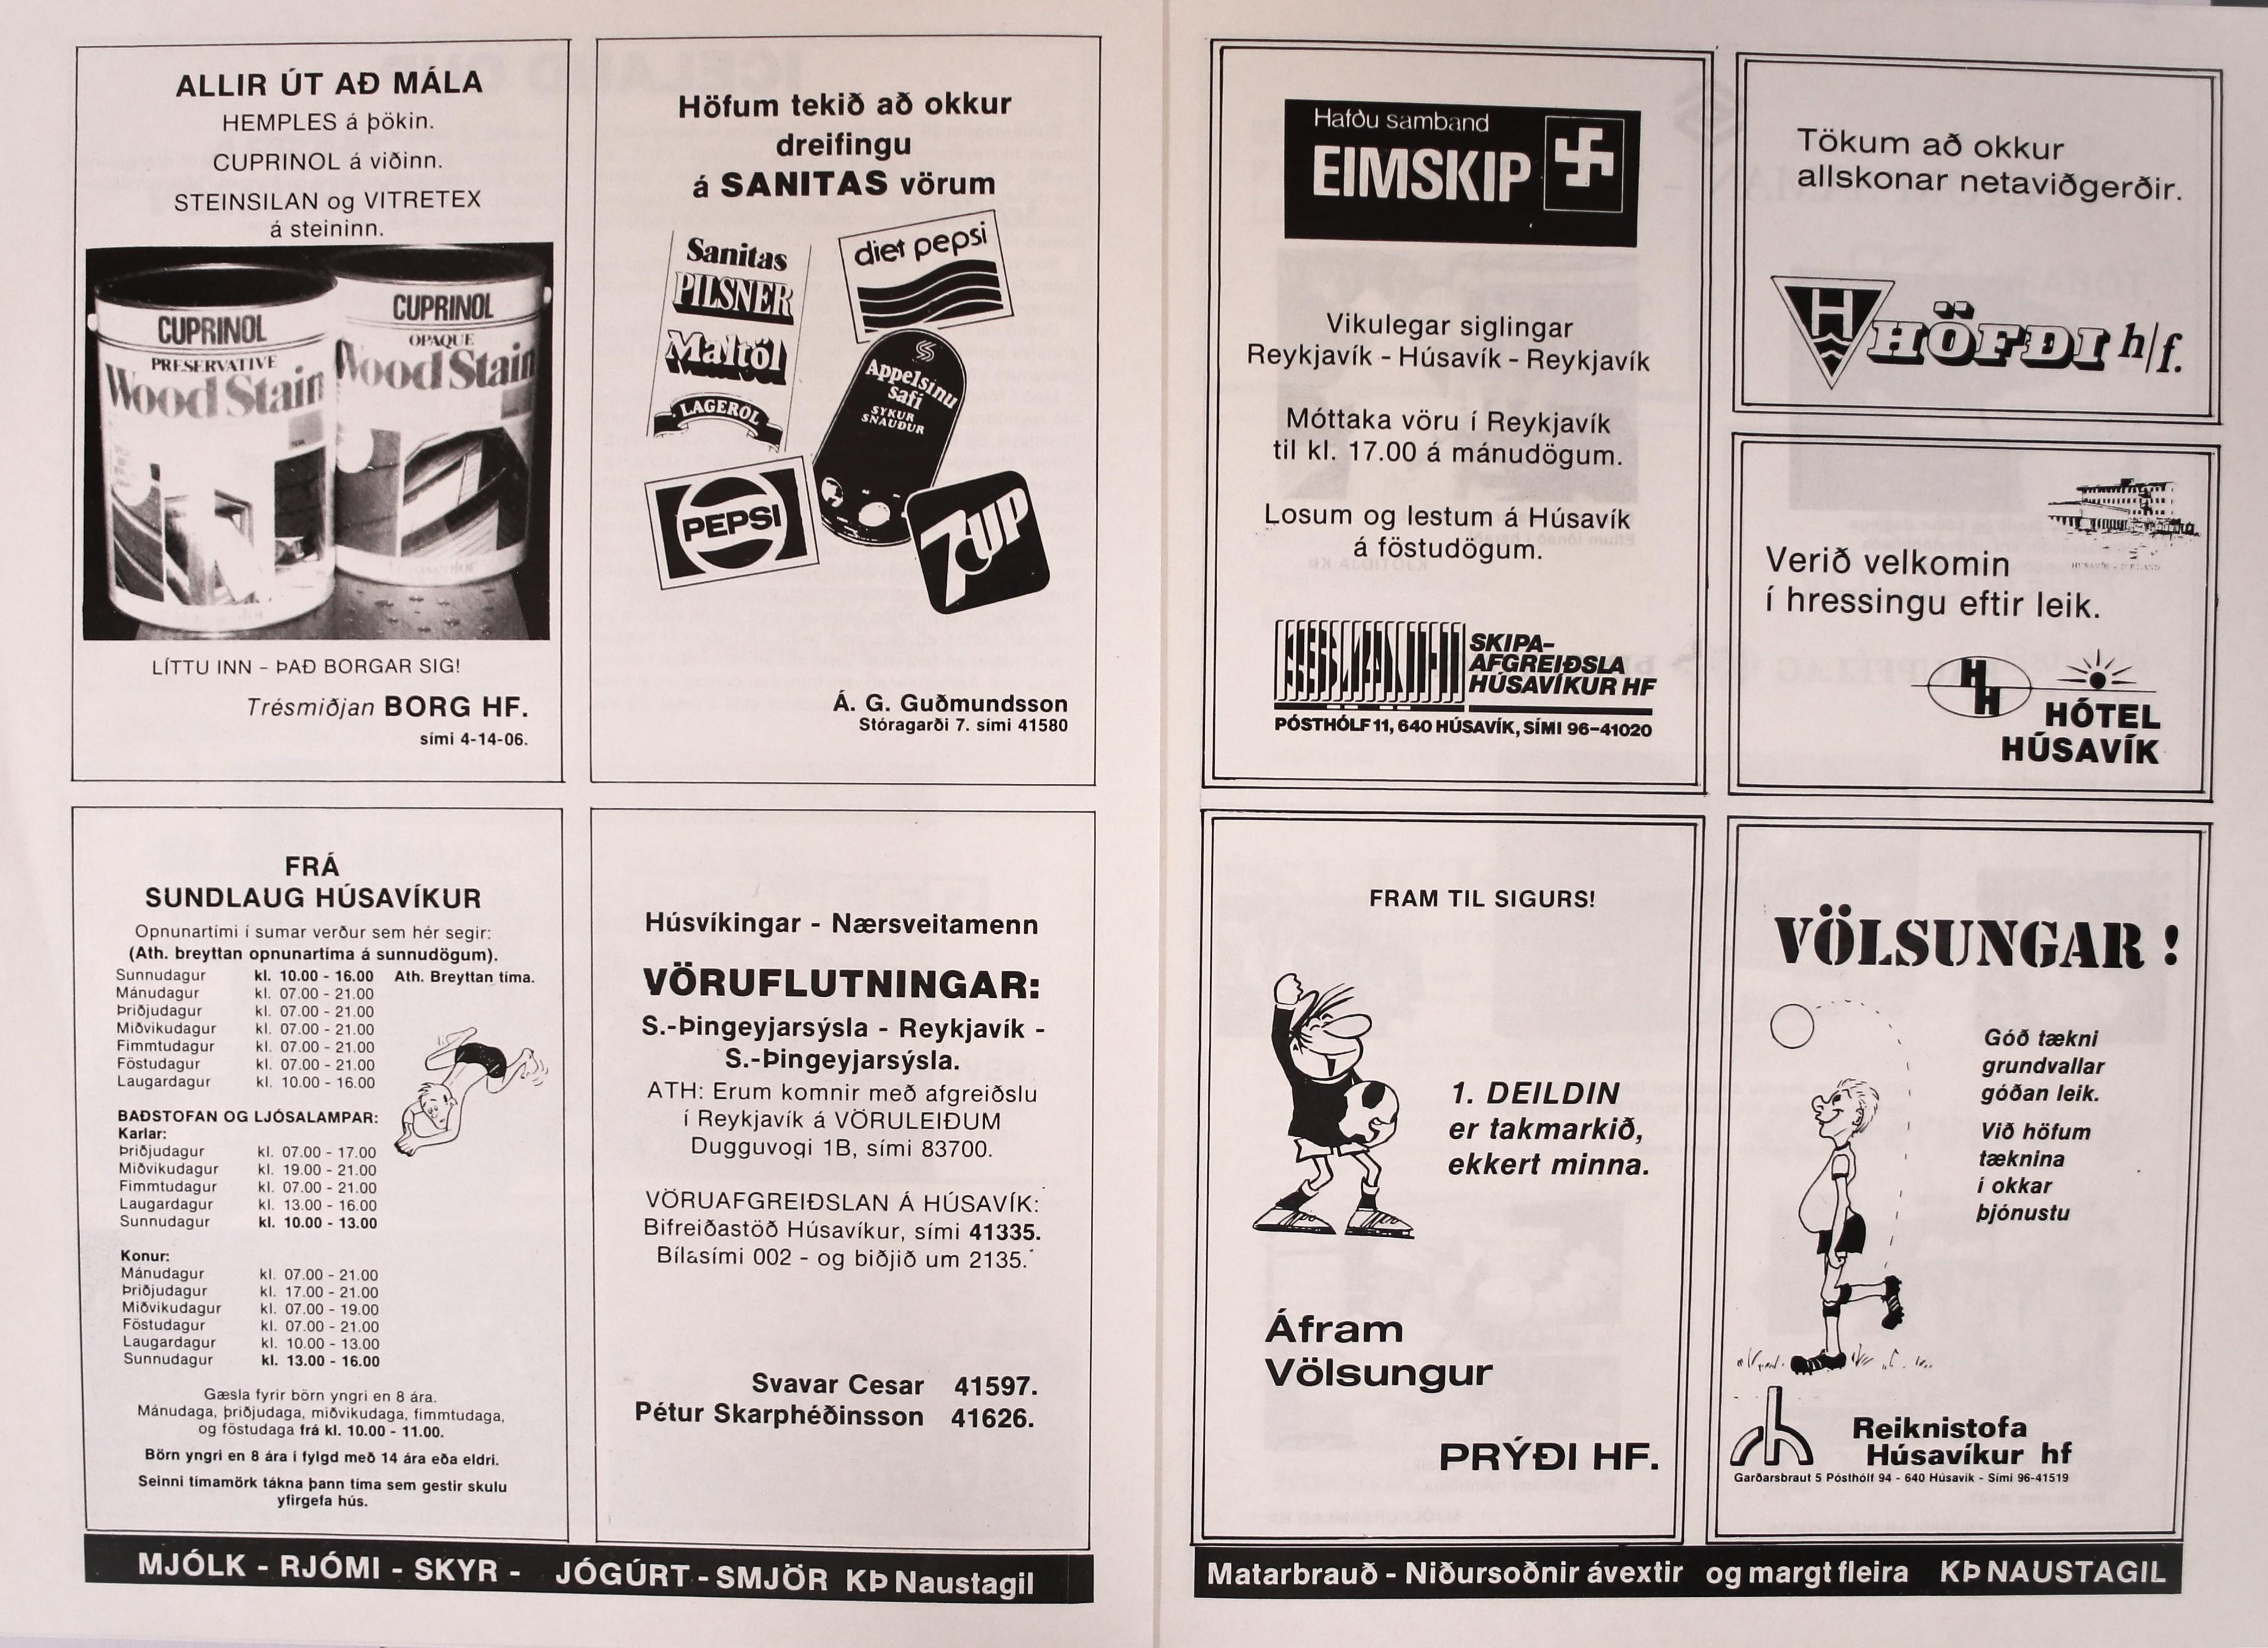 ALLIR ÚT AÐ MÁLA
HEMPLES á þökin.
CUPRINOL á viðinn.
STEINSILAN og VITRETEX
á steininn.
CUPRINOL
PRESERVATIVE
Wood Stain
CUPRINOL
OPAQUE
Wood Stain
LÍTTU INN – ÞAÐ BORGAR SIG!
Trésmiðjan BORG HF.
sími 4-14-06.
Höfum tekið að okkur
dreifingu
á SANITAS vörum
Sanitas
PILSNER
Maltöl
LAGERÖL
diet pepsi
Appelsínu
safi
SYKUR
SNAUÐUR
PEPSI
7UP
Á. G. Guðmundsson
Stóragarði 7. sími 41580
FRÁ
SUNDLAUG HÚSAVÍKUR
Opnunartími í sumar verður sem hér segir:
(Ath. breyttan opnunartíma á sunnudögum).
Sunnudagur kl. 10.00 - 16.00 Ath. Breyttan tíma.
Mánudagur kl. 07.00 - 21.00
Þriðjudagur kl. 07.00 - 21.00
Miðvikudagur kl. 07.00 - 21.00
Fimmtudagur kl. 07.00 - 21.00
Föstudagur kl. 07.00 - 21.00
Laugardagur kl. 10.00 - 16.00
BAÐSTOFAN OG LJÓSALAMPAR:
Karlar:
Þriðjudagur kl. 07.00 - 17.00
Miðvikudagur kl. 19.00 - 21.00
Fimmtudagur kl. 07.00 - 21.00
Laugardagur kl. 13.00 - 16.00
Sunnudagur kl. 10.00 - 13.00
Konur:
Mánudagur kl. 07.00 - 21.00
Þriðjudagur kl. 17.00 - 21.00
Miðvikudagur kl. 07.00 - 19.00
Föstudagur kl. 07.00 - 21.00
Laugardagur kl. 10.00 - 13.00
Sunnudagur kl. 13.00 - 16.00
Gæsla fyrir börn yngri en 8 ára.
Mánudaga, þriðjudaga, miðvikudaga, fimmtudaga,
og föstudaga frá kl. 10.00 - 11.00.
Börn yngri en 8 ára í fylgd með 14 ára eða eldri.
Seinni tímamörk tákna þann tíma sem gestir skulu
yfirgefa hús.
Húsvíkingar - Nærsveitamenn
VÖRUFLUTNINGAR:
S.-Þingeyjarsýsla - Reykjavík -
S.-Þingeyjarsýsla.
ATH: Erum komnir með afgreiðslu
í Reykjavík á VÖRULEIÐUM
Dugguvogi 1B, sími 83700.
VÖRUAFGREIÐSLAN Á HÚSAVÍK:
Bifreiðastöð Húsavíkur, sími 41335.
Bílasími 002 - og biðjið um 2135.
Svavar Cesar 41597.
Pétur Skarphéðinsson 41626.
MJÓLK - RJÓMI - SKYR - JÓGÚRT - SMJÖR KÞ Naustagil
Hafðu samband
EIMSKIP
Vikulegar siglingar
Reykjavík - Húsavík - Reykjavík
Móttaka vöru í Reykjavík
til kl. 17.00 á mánudögum.
Losum og lestum á Húsavík
á föstudögum.
SKIPA-
AFGREIÐSLA
HÚSAVÍKUR HF
PÓSTHÓLF 11, 640 HÚSAVÍK, SÍMI 96-41020
Tökum að okkur
allskonar netaviðgerðir.
H
HÖFÐI h/f.
Verið velkomin
í hressingu eftir leik.
HH
HÓTEL
HÚSAVÍK
FRAM TIL SIGURS!
1. DEILDIN
er takmarkið,
ekkert minna.
Áfram
Völsungur
PRÝÐI HF.
VÖLSUNGAR !
Góð tækni
grundvallar
góðan leik.
Við höfum
tæknina
í okkar
þjónustu
rh
Reiknistofa
Húsavíkur hf
Garðarsbraut 5 Pósthólf 94 - 640 Húsavík - Sími 96-41519
Matarbrauð - Niðursoðnir ávextir og margt fleira KÞ NAUSTAGIL